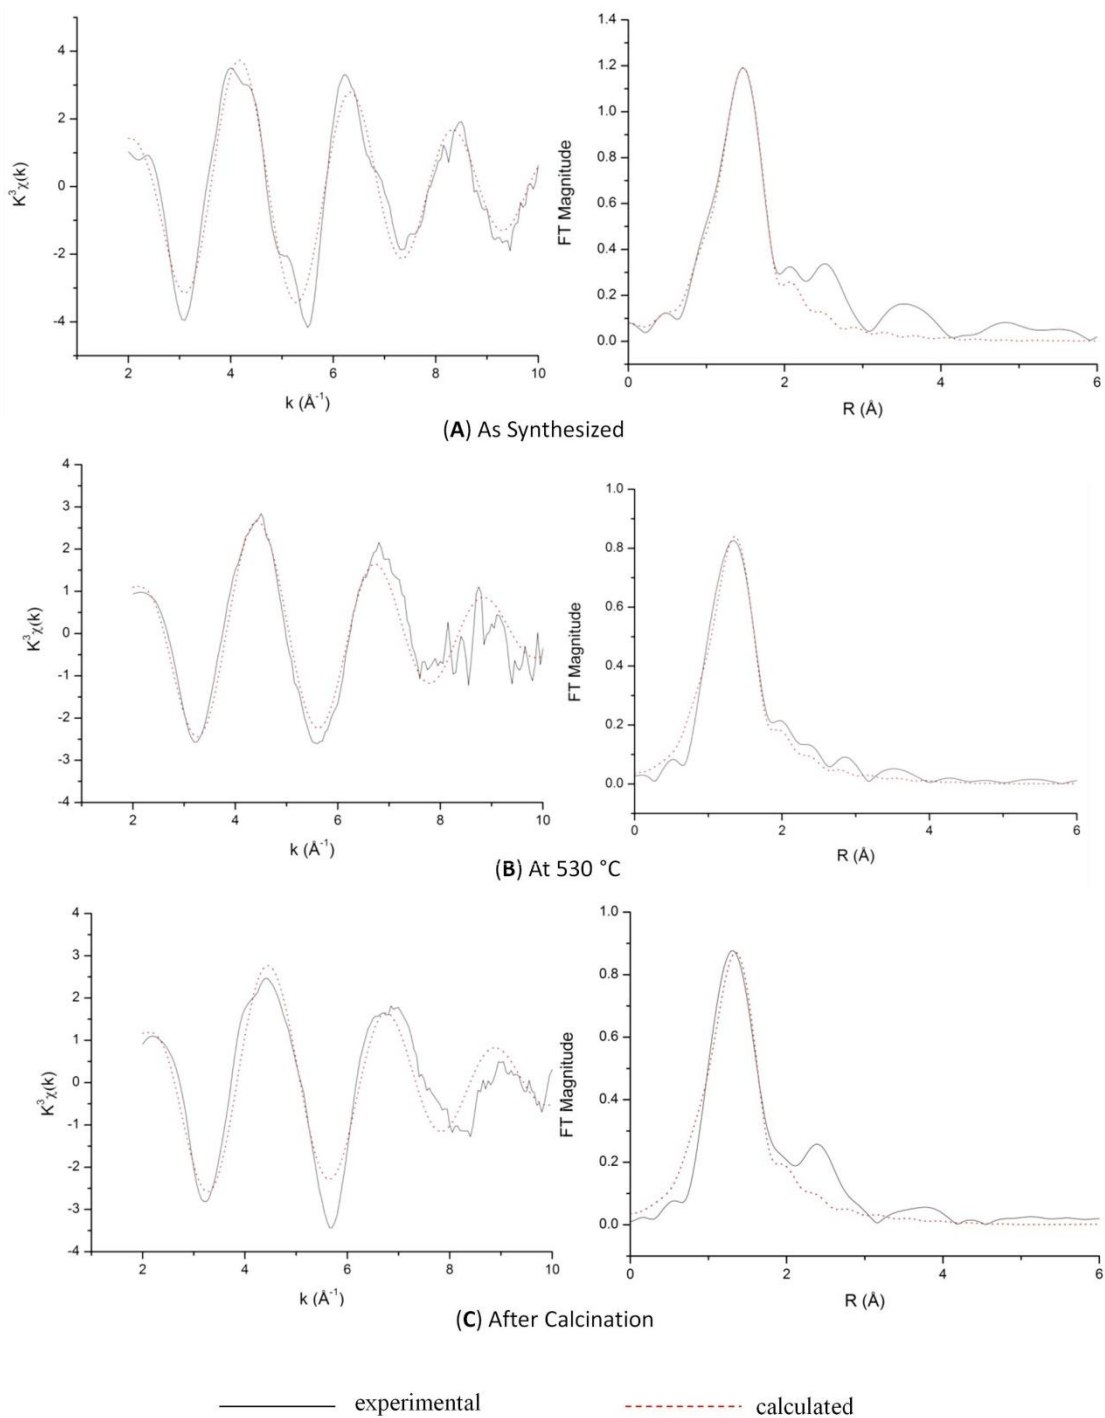 4
2
0
-2
-4
K³χ(k)
2 4 6 8 10
k (Å⁻¹)
1.4
1.2
1.0
0.8
0.6
0.4
0.2
0.0
FT Magnitude
0 2 4 6
R (Å)
(A) As Synthesized
4
3
2
1
0
-1
-2
-3
-4
K³χ(k)
2 4 6 8 10
k (Å⁻¹)
1.0
0.8
0.6
0.4
0.2
0.0
FT Magnitude
0 2 4 6
R (Å)
(B) At 530 °C
4
3
2
1
0
-1
-2
-3
-4
K³χ(k)
2 4 6 8 10
k (Å⁻¹)
1.0
0.8
0.6
0.4
0.2
0.0
FT Magnitude
0 2 4 6
R (Å)
(C) After Calcination
experimental calculated